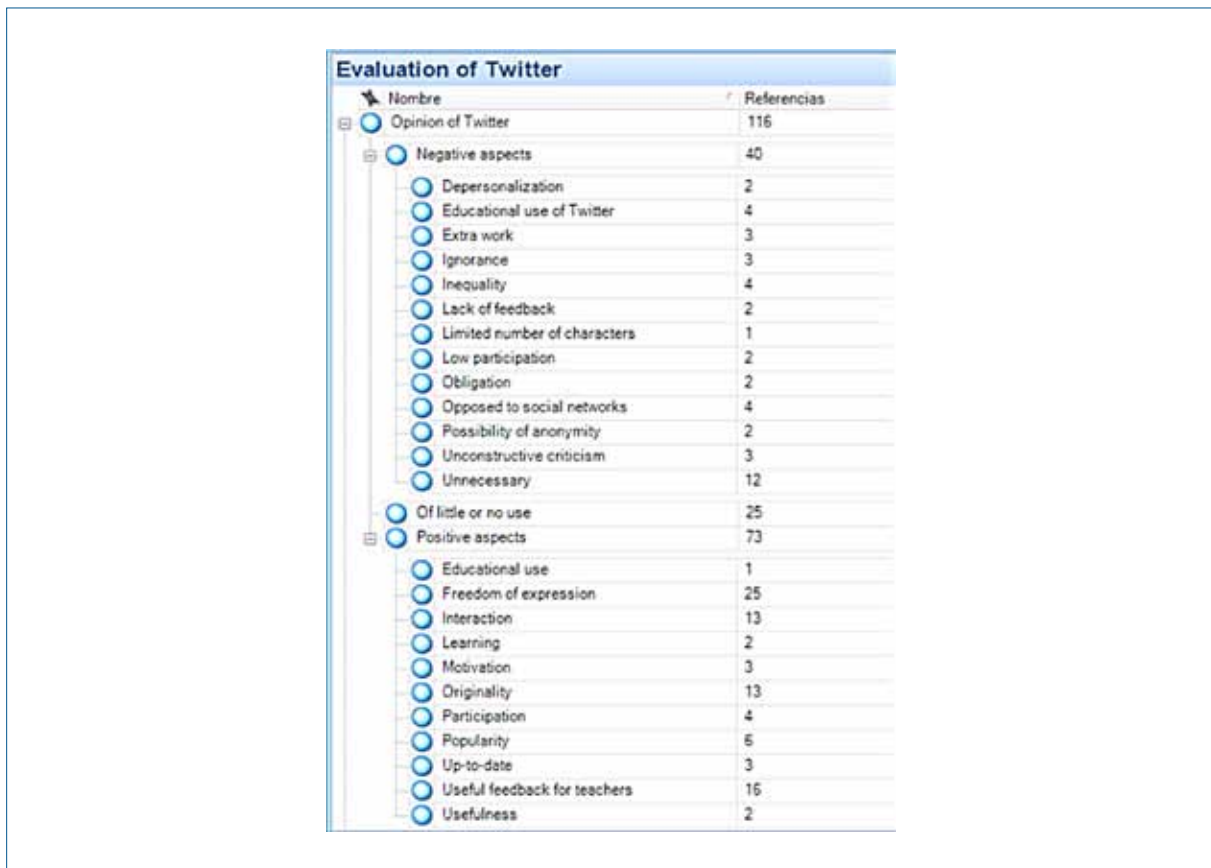 Evaluation of Twitter
Nombre Referencias
Opinion of Twitter 116
Negative aspects 40
Depersonalization 2
Educational use of Twitter 4
Extra work 3
Ignorance 3
Inequality 4
Lack of feedback 2
Limited number of characters 1
Low participation 2
Obligation 2
Opposed to social networks 4
Possibility of anonymity 2
Unconstructive criticism 3
Unnecessary 12
Of little or no use 25
Positive aspects 73
Educational use 1
Freedom of expression 25
Interaction 13
Learning 2
Motivation 3
Originality 13
Participation 4
Popularity 6
Up-to-date 3
Useful feedback for teachers 16
Usefulness 2